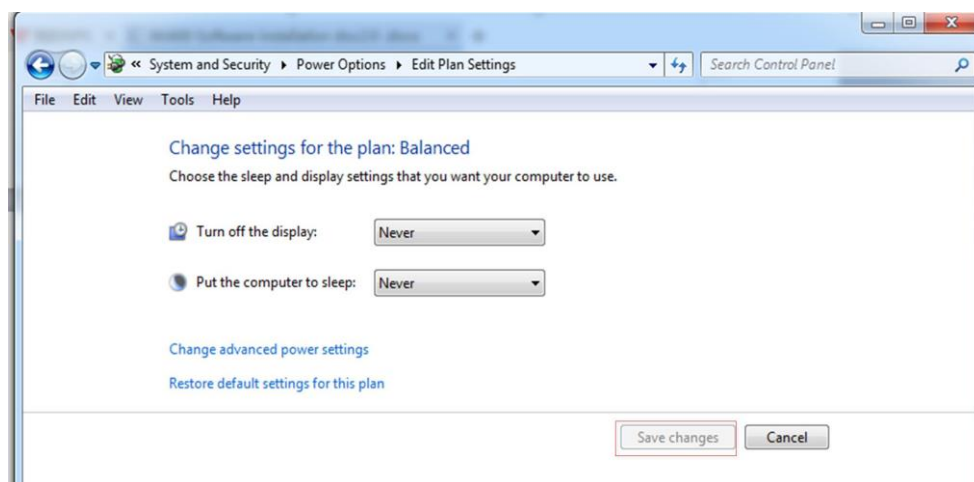 « System and Security ▸ Power Options ▸ Edit Plan Settings
Search Control Panel
File Edit View Tools Help
Change settings for the plan: Balanced
Choose the sleep and display settings that you want your computer to use.
Turn off the display: Never
Put the computer to sleep: Never
Change advanced power settings
Restore default settings for this plan
Save changes Cancel